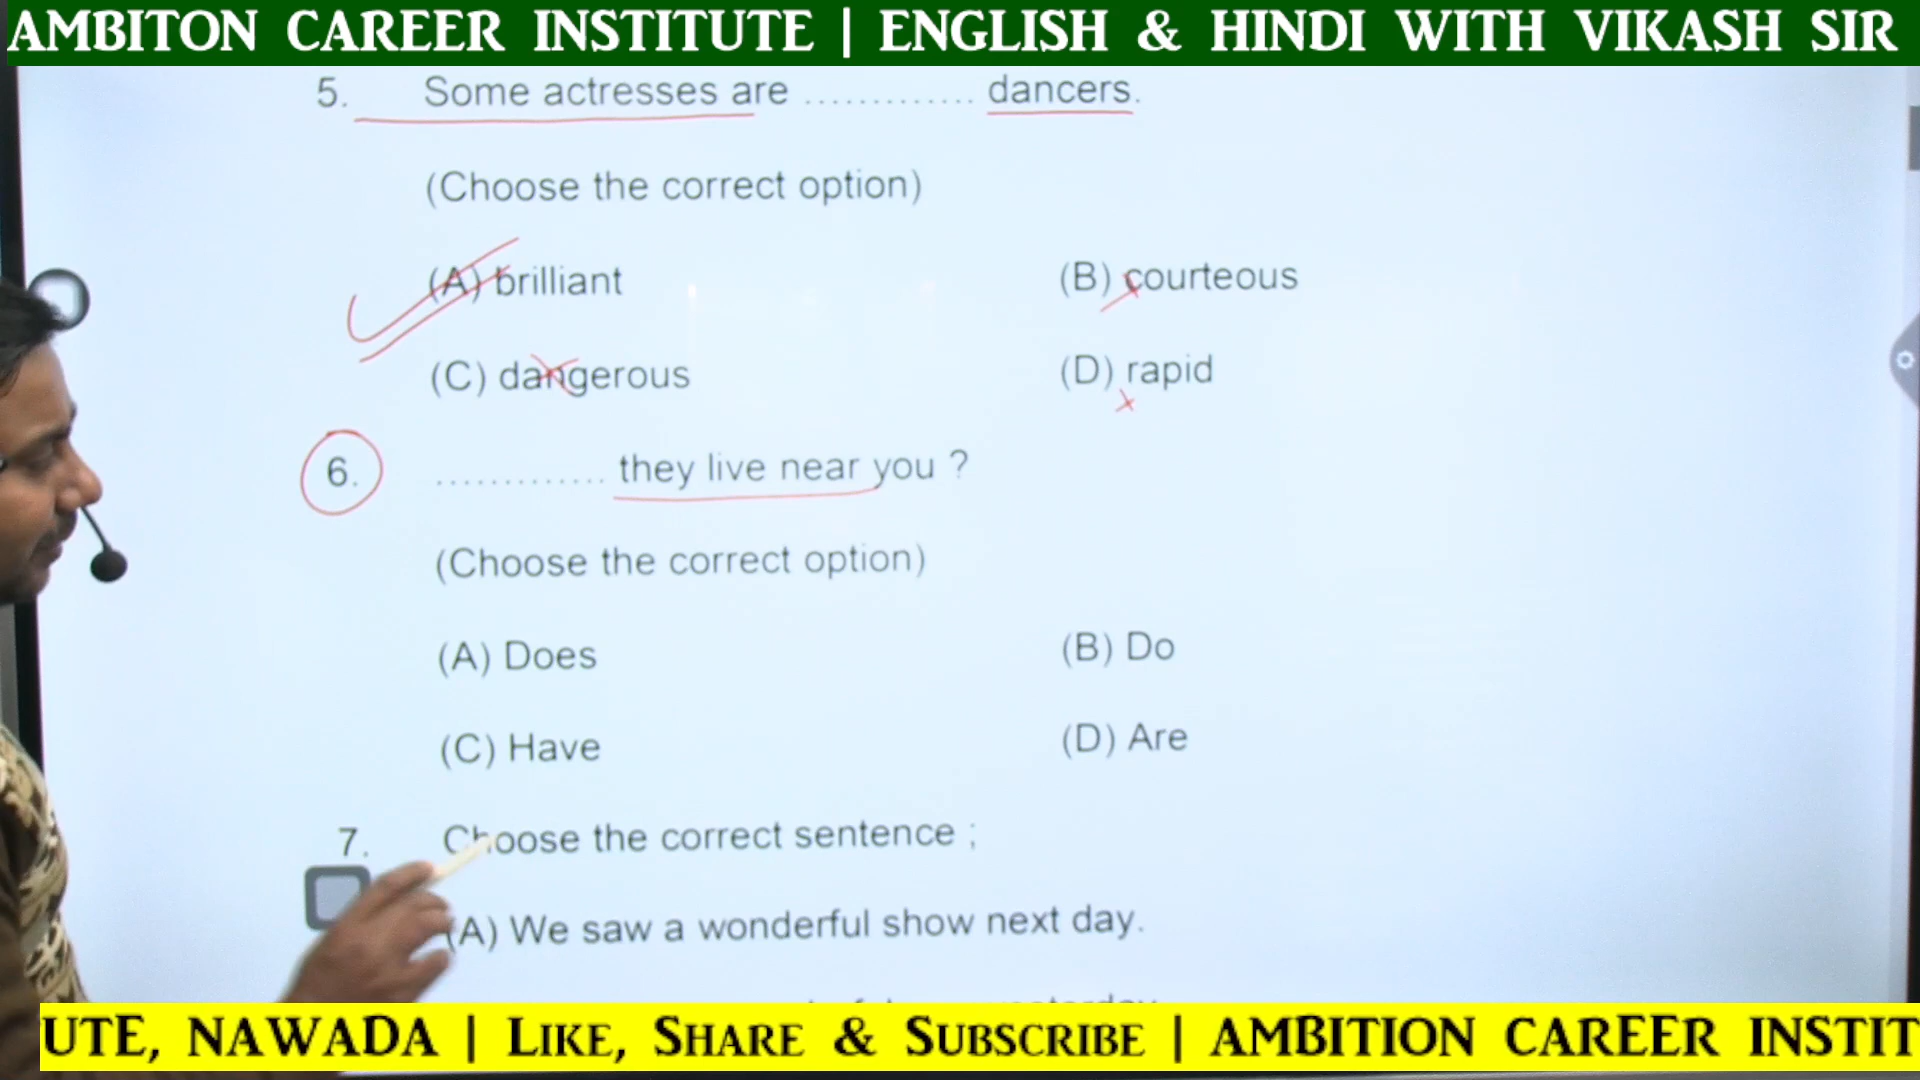 AMBITON CAREER INSTITUTE | ENGLISH & HINDI WITH VIKASH SIR
5. Some actresses are ............. dancers.
(Choose the correct option)
(A) brilliant (B) courteous
(C) dangerous (D) rapid
6. ............. they live near you ?
(Choose the correct option)
(A) Does (B) Do
(C) Have (D) Are
7. Choose the correct sentence ;
(A) We saw a wonderful show next day.
UTE, NAWADA | LIKE, SHARE & SUBSCRIBE | AMBITION CAREER INSTIT